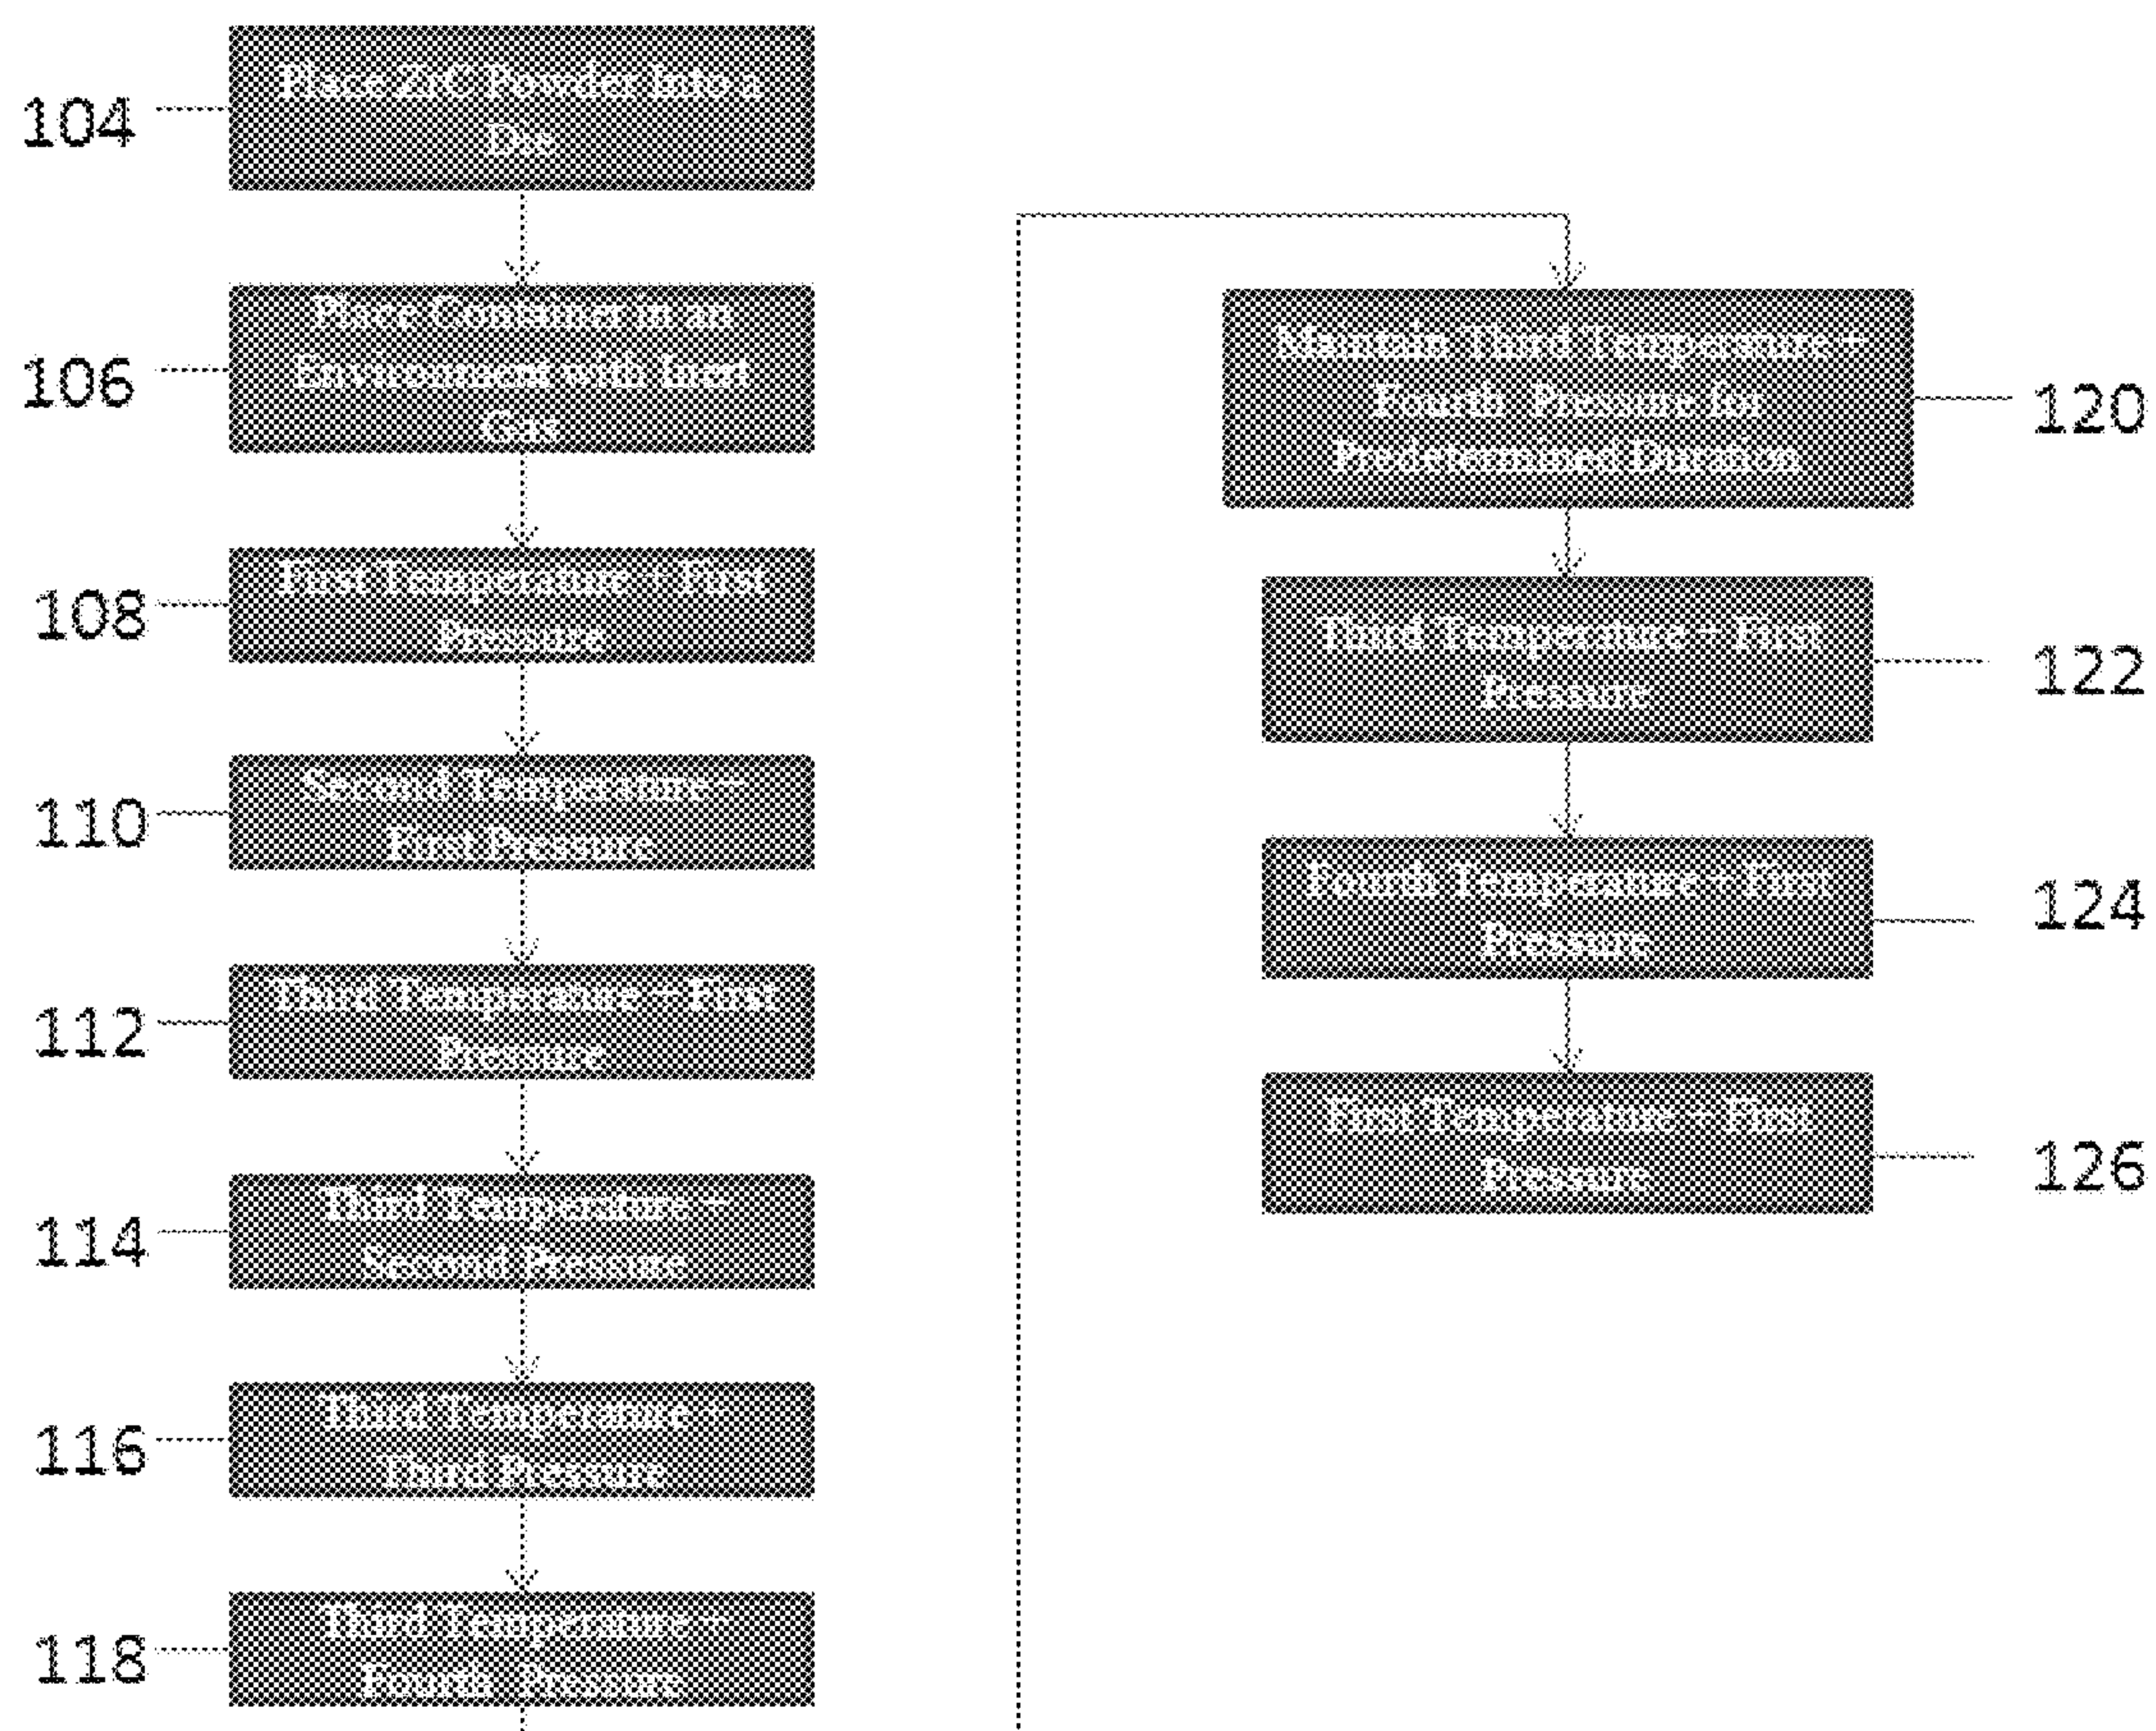 104
Place ZrC Powder Into a
Die
106
Place Container in an
Environment with Inert
Gas
108
First Temperature + First
Pressure
110
Second Temperature +
First Pressure
112
Third Temperature + First
Pressure
114
Third Temperature +
Second Pressure
116
Third Temperature +
Third Pressure
118
Third Temperature +
Fourth Pressure
Maintain Third Temperature +
Fourth Pressure for
Predetermined Duration
120
Third Temperature + First
Pressure
122
Fourth Temperature + First
Pressure
124
First Temperature + First
Pressure
126